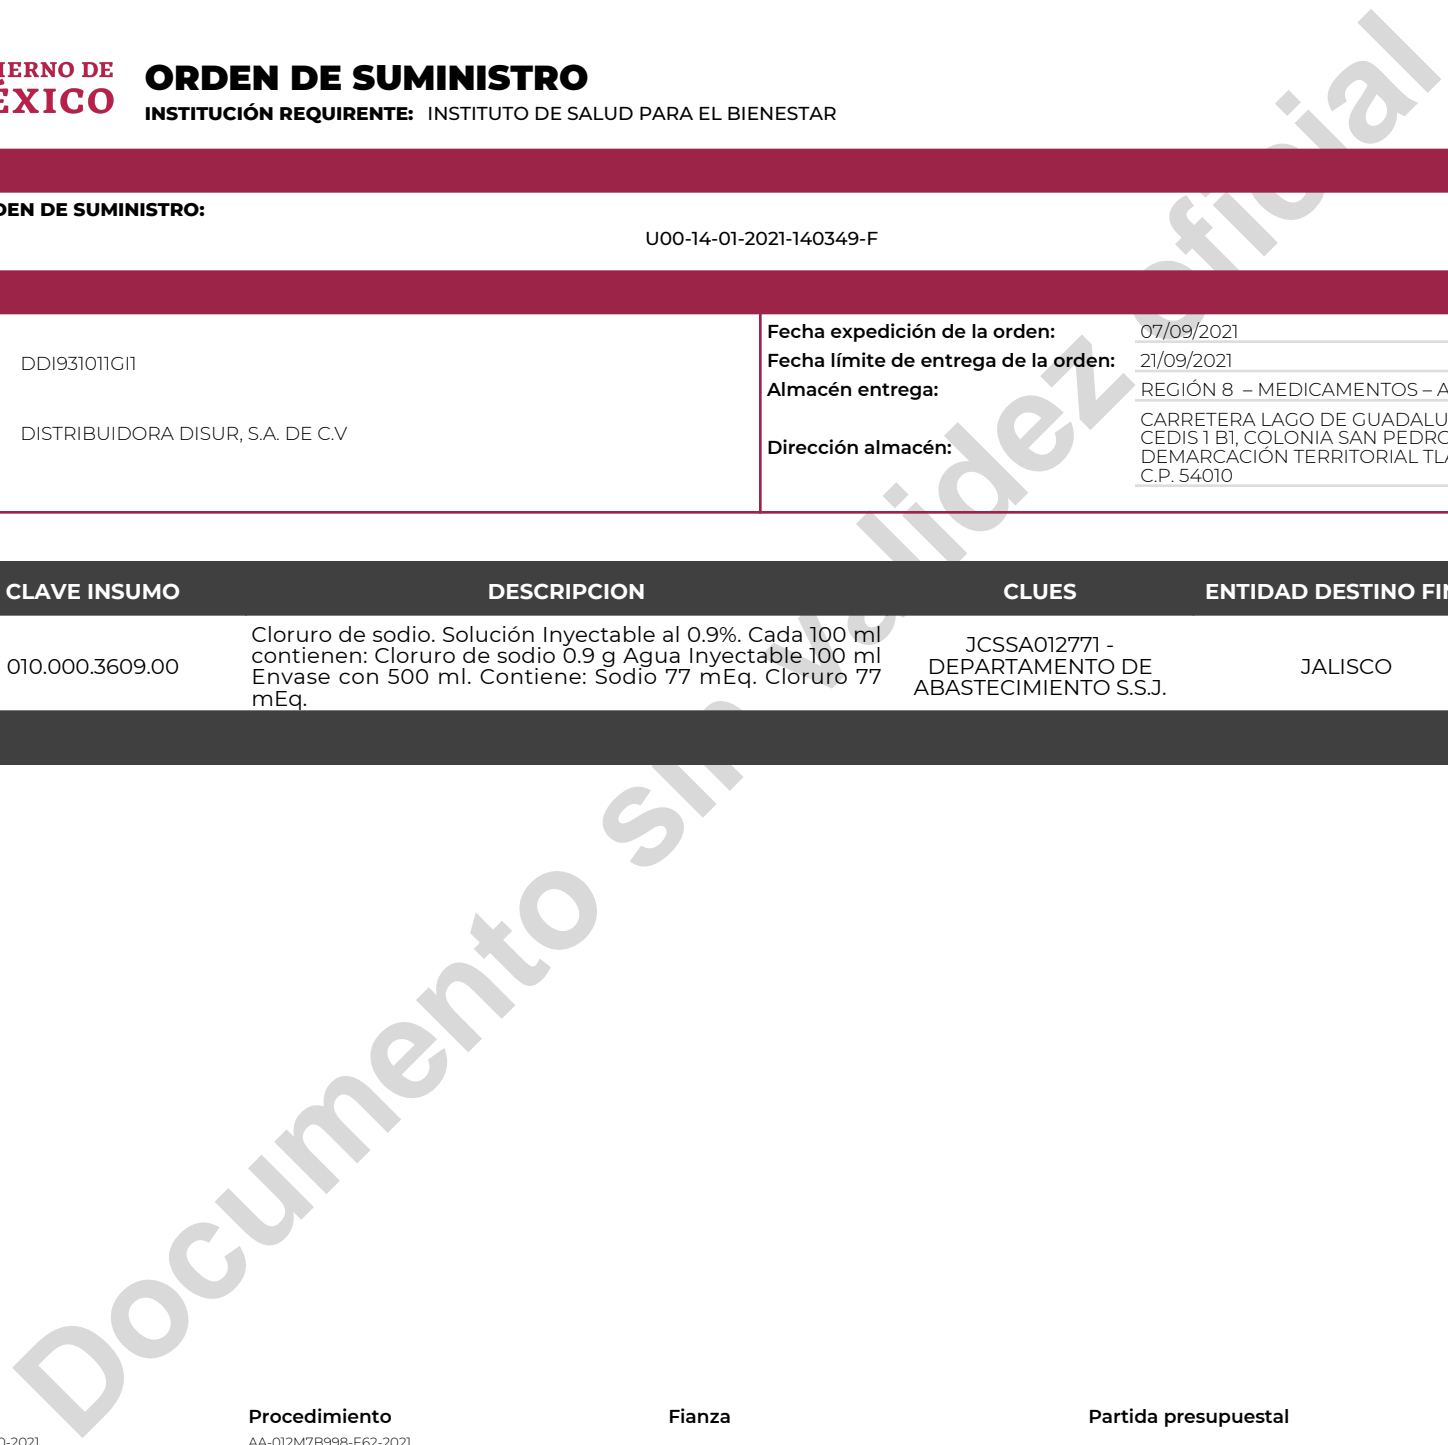 ORDEN DE SUMINISTRO
INSTITUCIÓN REQUIRENTE: INSTITUTO DE SALUD PARA EL BIENESTAR
DE SUMINISTRO:
U00-14-01-2021-140349-F
DDI931011GI1
DISTRIBUIDORA DISUR, S.A. DE C.V
Fecha expedición de la orden: 07/09/2021
Fecha límite de entrega de la orden: 21/09/2021
Almacén entrega: REGIÓN 8 – MEDICAMENTOS – A
Dirección almacén:
CARRETERA LAGO DE GUADALU
CEDIS 1 B1, COLONIA SAN PEDRO
DEMARCACIÓN TERRITORIAL TLA
C.P. 54010
CLAVE INSUMO DESCRIPCION CLUES ENTIDAD DESTINO FIN
010.000.3609.00
Cloruro de sodio. Solución Inyectable al 0.9%. Cada 100 ml
contienen: Cloruro de sodio 0.9 g Agua Inyectable 100 ml
Envase con 500 ml. Contiene: Sodio 77 mEq. Cloruro 77
mEq.
JCSSA012771 -
DEPARTAMENTO DE
ABASTECIMIENTO S.S.J.
JALISCO
Documento sin validez oficial
Procedimiento Fianza Partida presupuestal
AA-012M7B998-E62-2021